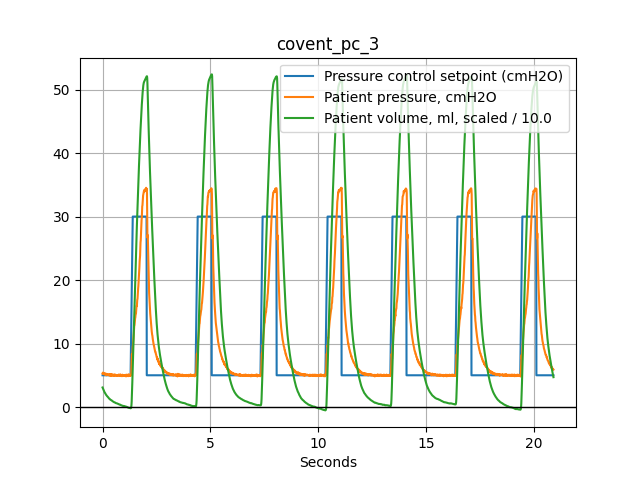 covent_pc_3
Pressure control setpoint (cmH2O)
Patient pressure, cmH2O
Patient volume, ml, scaled / 10.0
50
40
30
20
10
0
0 5 10 15 20
Seconds